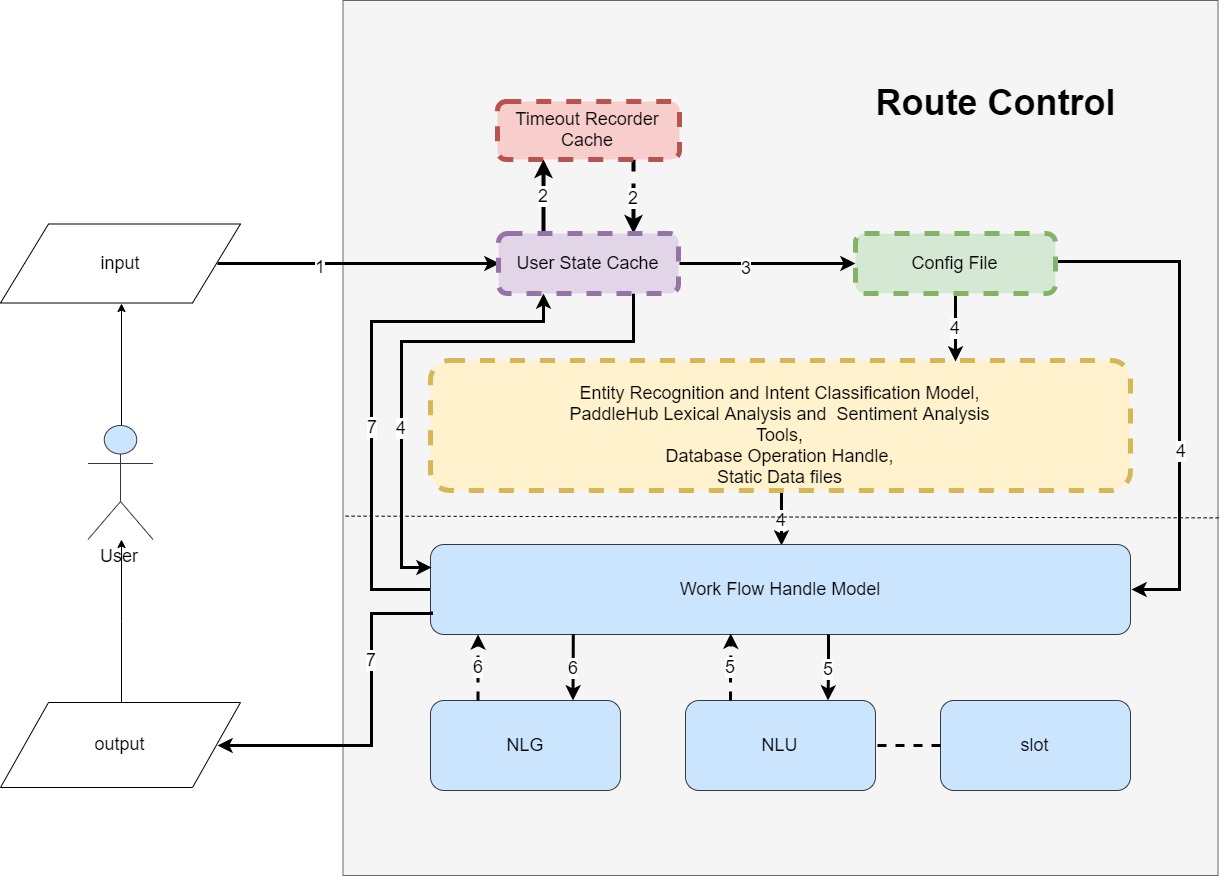 Route Control
Timeout Recorder
Cache
2
2
input
1
User State Cache
3
Config File
4
Entity Recognition and Intent Classification Model,
PaddleHub Lexical Analysis and  Sentiment Analysis
Tools,
Database Operation Handle,
Static Data files
7
4
4
4
User
Work Flow Handle Model
7
6
6
5
5
output
NLG
NLU
slot